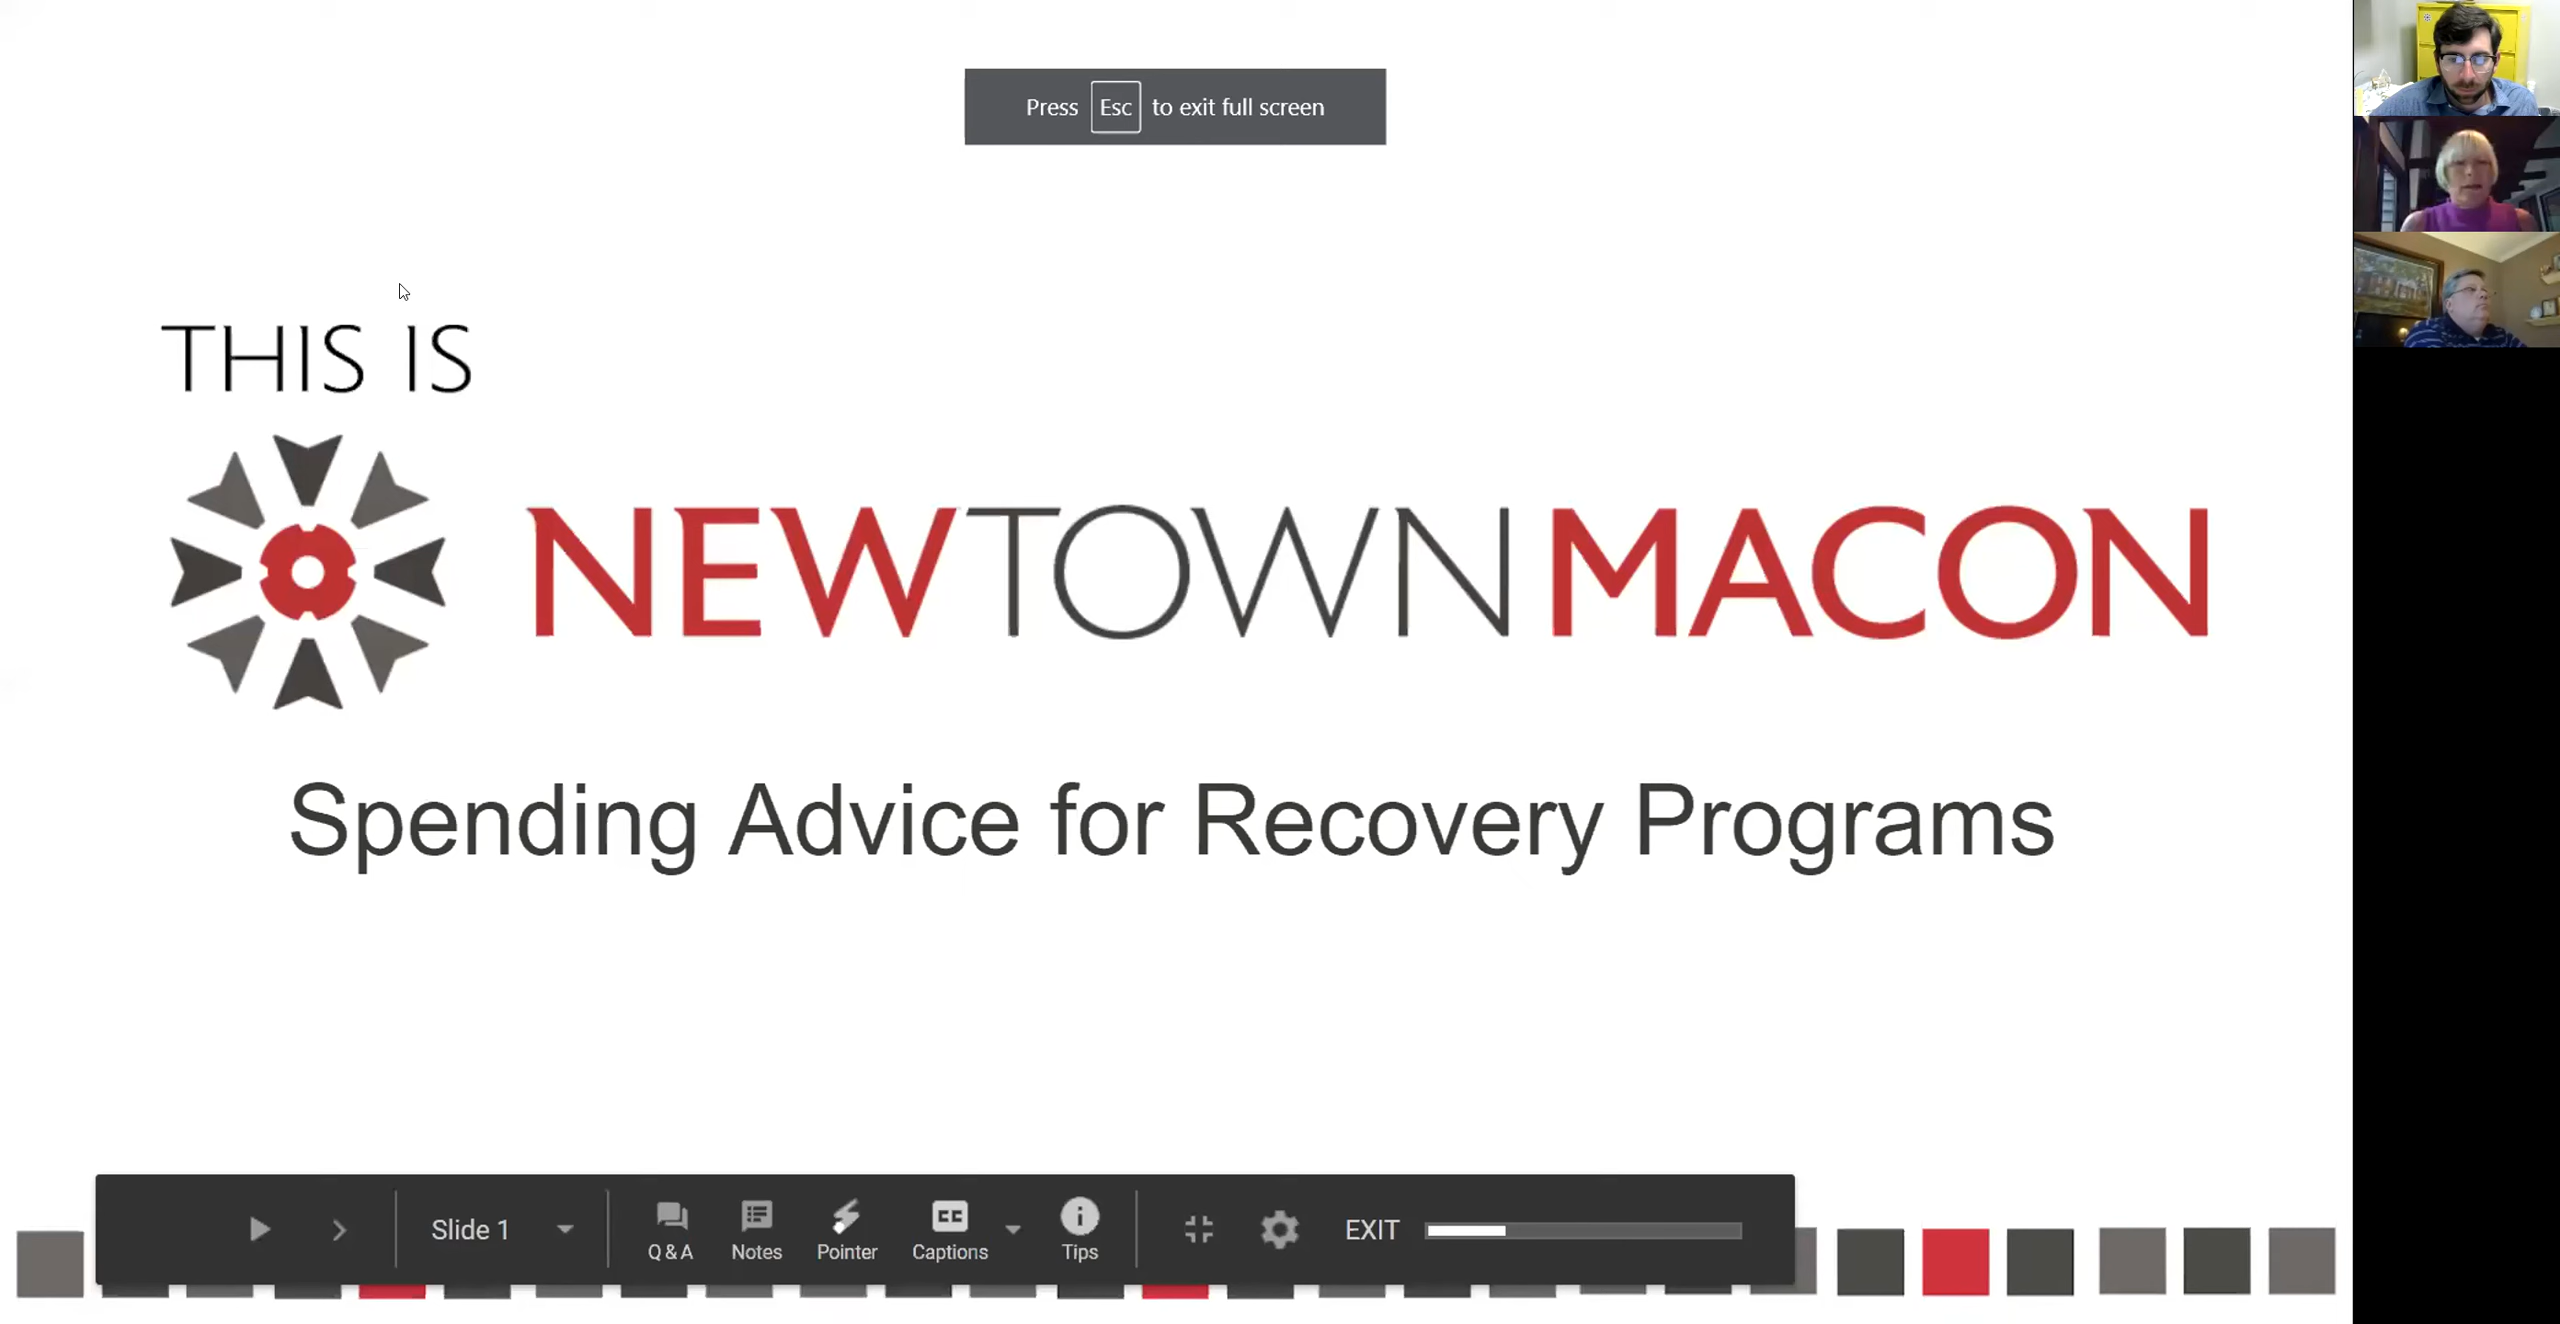 Press Esc to exit full screen
THIS IS
NEWTOWNMACON
Spending Advice for Recovery Programs
Slide 1
Q & A
Notes
Pointer
CC
Captions
Tips
EXIT